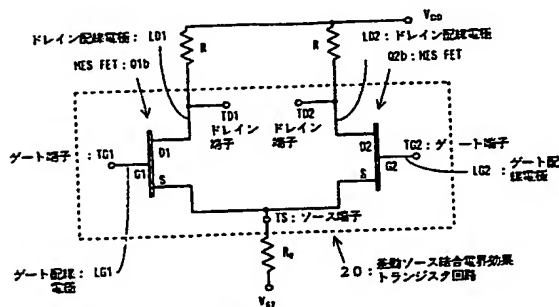 V_DD
ドレイン配線電極: LD1
LD2: ドレイン配線電極
MES FET: Q1b
R
R
Q2b: MES FET
TD1
TD2
ドレイン端子
ドレイン端子
ゲート端子: TG1
D1
G1
S
D2
G2
S
TG2: ゲート端子
LG2: ゲート配線電極
TS: ソース端子
ゲート配線電極: LG1
20: 差動ソース結合電界効果トランジスタ回路